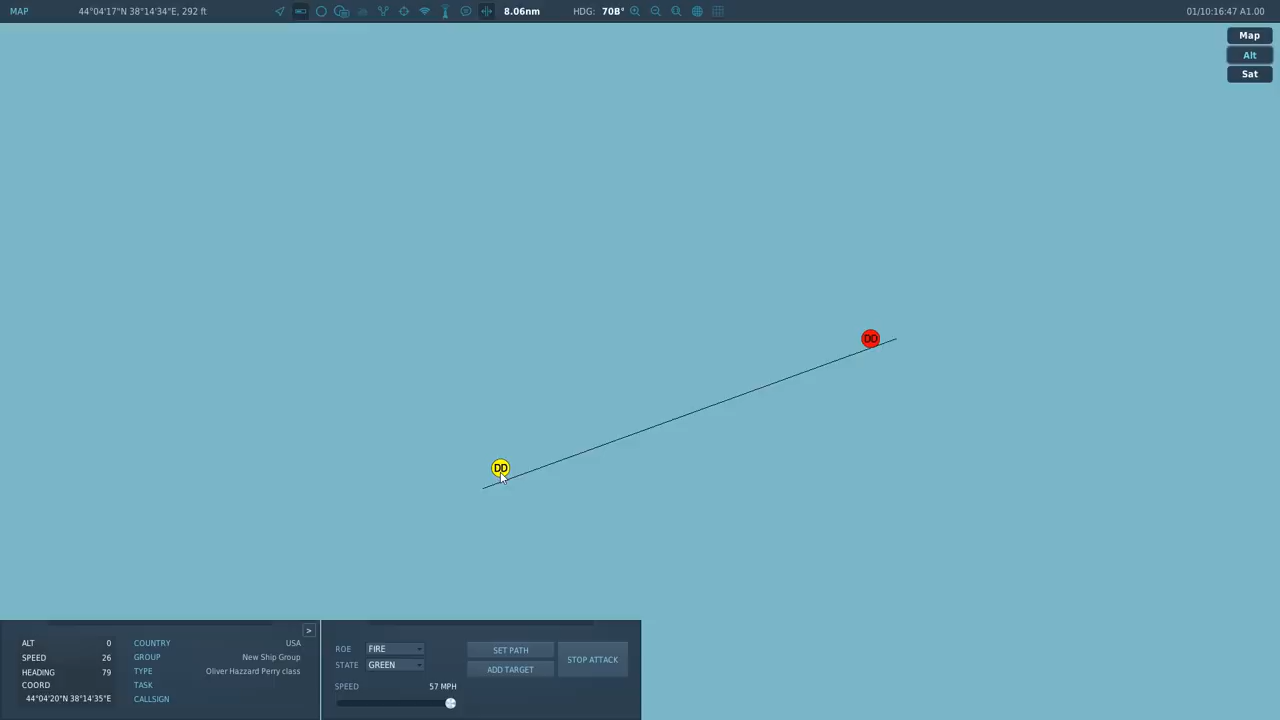 MAP 44°04'17"N 38°14'34"E, 292 ft 8.06nm HDG: 70B° 01/10:16:47 A1.00
Map
Alt
Sat
DD
DD
>
ALT 0 COUNTRY USA
SPEED 26 GROUP New Ship Group
HEADING 79 TYPE Oliver Hazzard Perry class
COORD TASK
44°04'20"N 38°14'35"E CALLSIGN
ROE FIRE SET PATH
STATE GREEN ADD TARGET
STOP ATTACK
SPEED 57 MPH